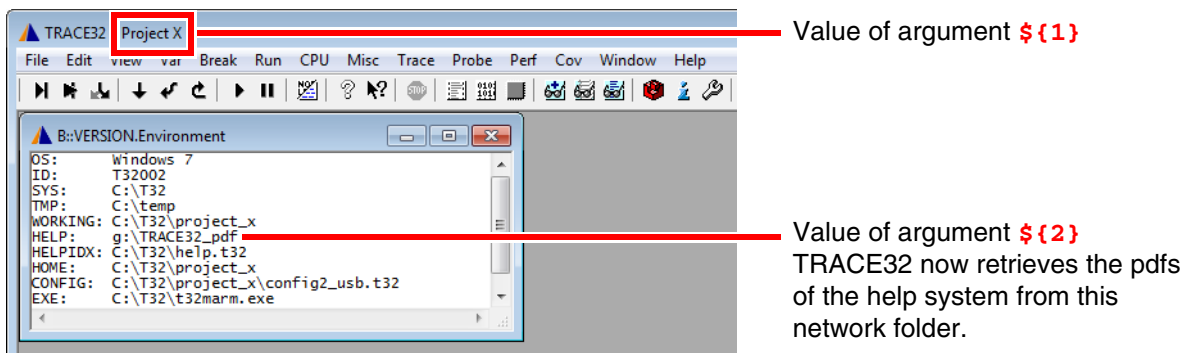 TRACE32 Project X
Value of argument ${1}
File Edit View Var Break Run CPU Misc Trace Probe Perf Cov Window Help
B::VERSION.Environment
OS: Windows 7
ID: T32002
SYS: C:\T32
TMP: C:\temp
WORKING: C:\T32\project_x
HELP: g:\TRACE32_pdf
HELPIDX: C:\T32\help.t32
HOME: C:\T32\project_x
CONFIG: C:\T32\project_x\config2_usb.t32
EXE: C:\T32\t32marm.exe
Value of argument ${2}
TRACE32 now retrieves the pdfs
of the help system from this
network folder.